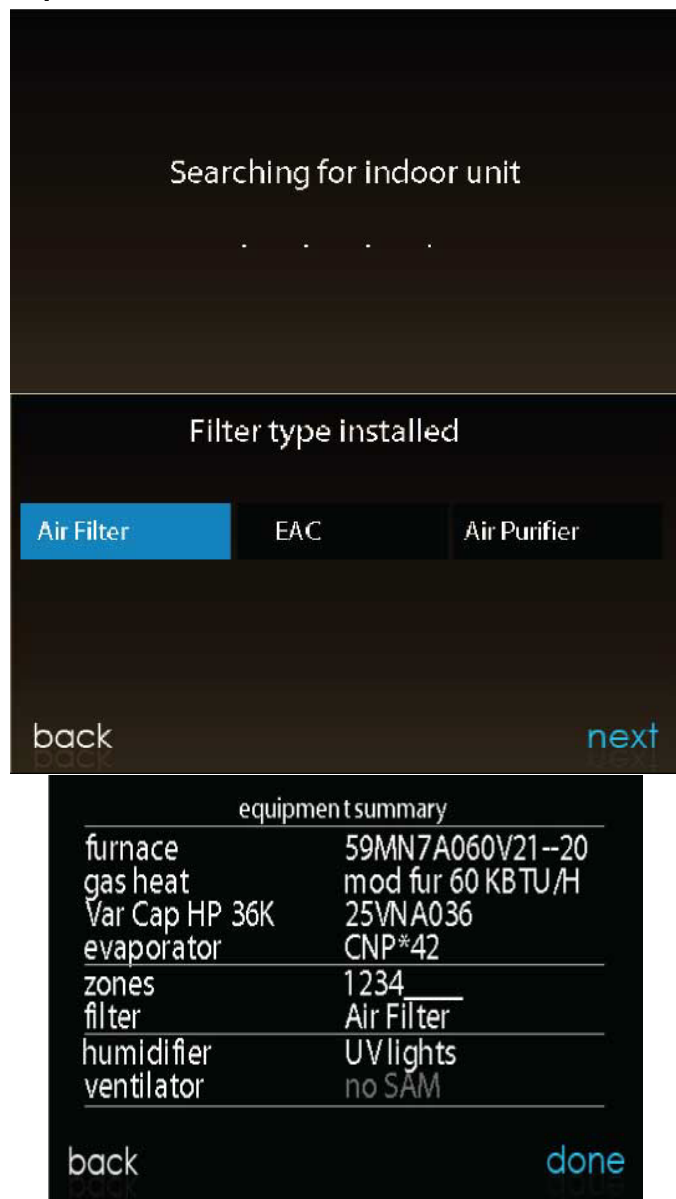 Searching for indoor unit
. . . .
Filter type installed
Air Filter EAC Air Purifier
back next
equipment summary
furnace 59MN7A060V21--20
gas heat mod fur 60 KBTU/H
Var Cap HP 36K 25VNA036
evaporator CNP*42
zones 1234____
filter Air Filter
humidifier UV lights
ventilator no SAM
back done